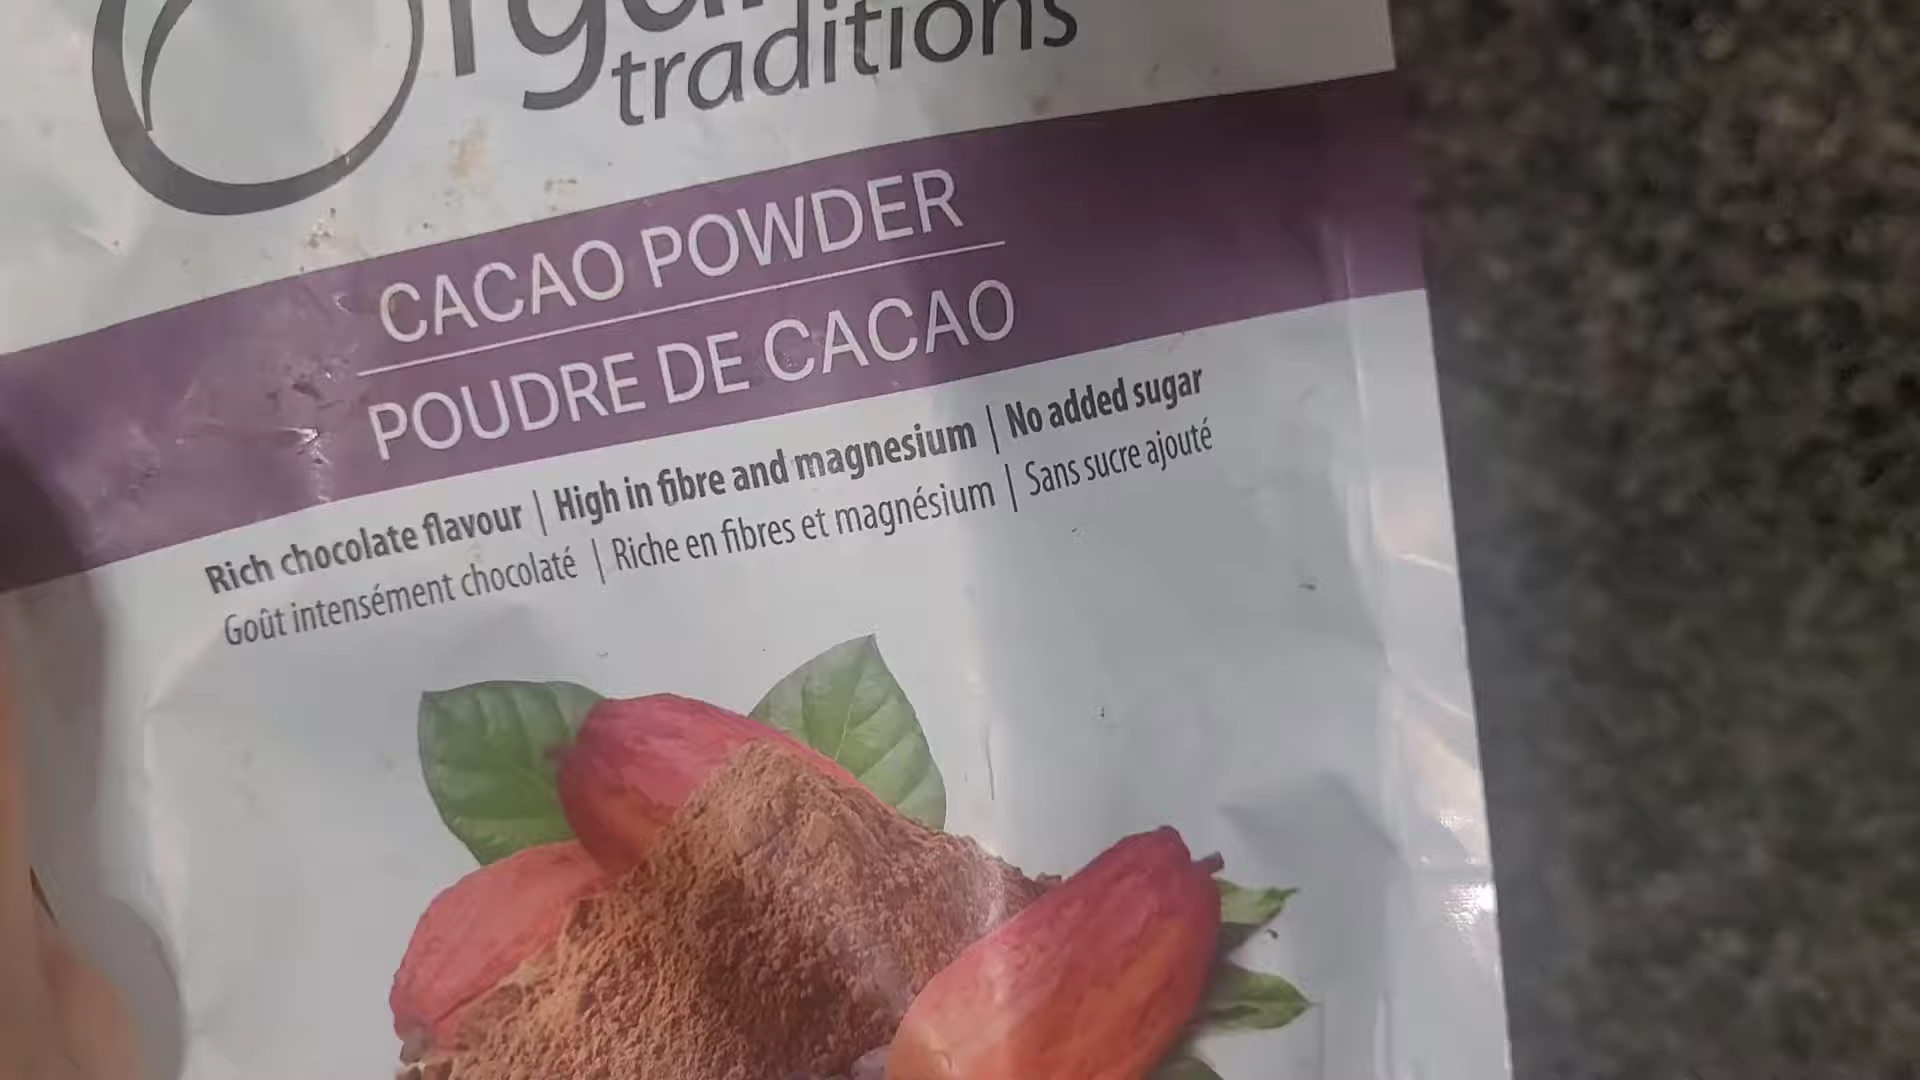 traditions
CACAO POWDER
POUDRE DE CACAO
Rich chocolate flavour | High in fibre and magnesium | No added sugar
Goût intensément chocolaté | Riche en fibres et magnésium | Sans sucre ajouté